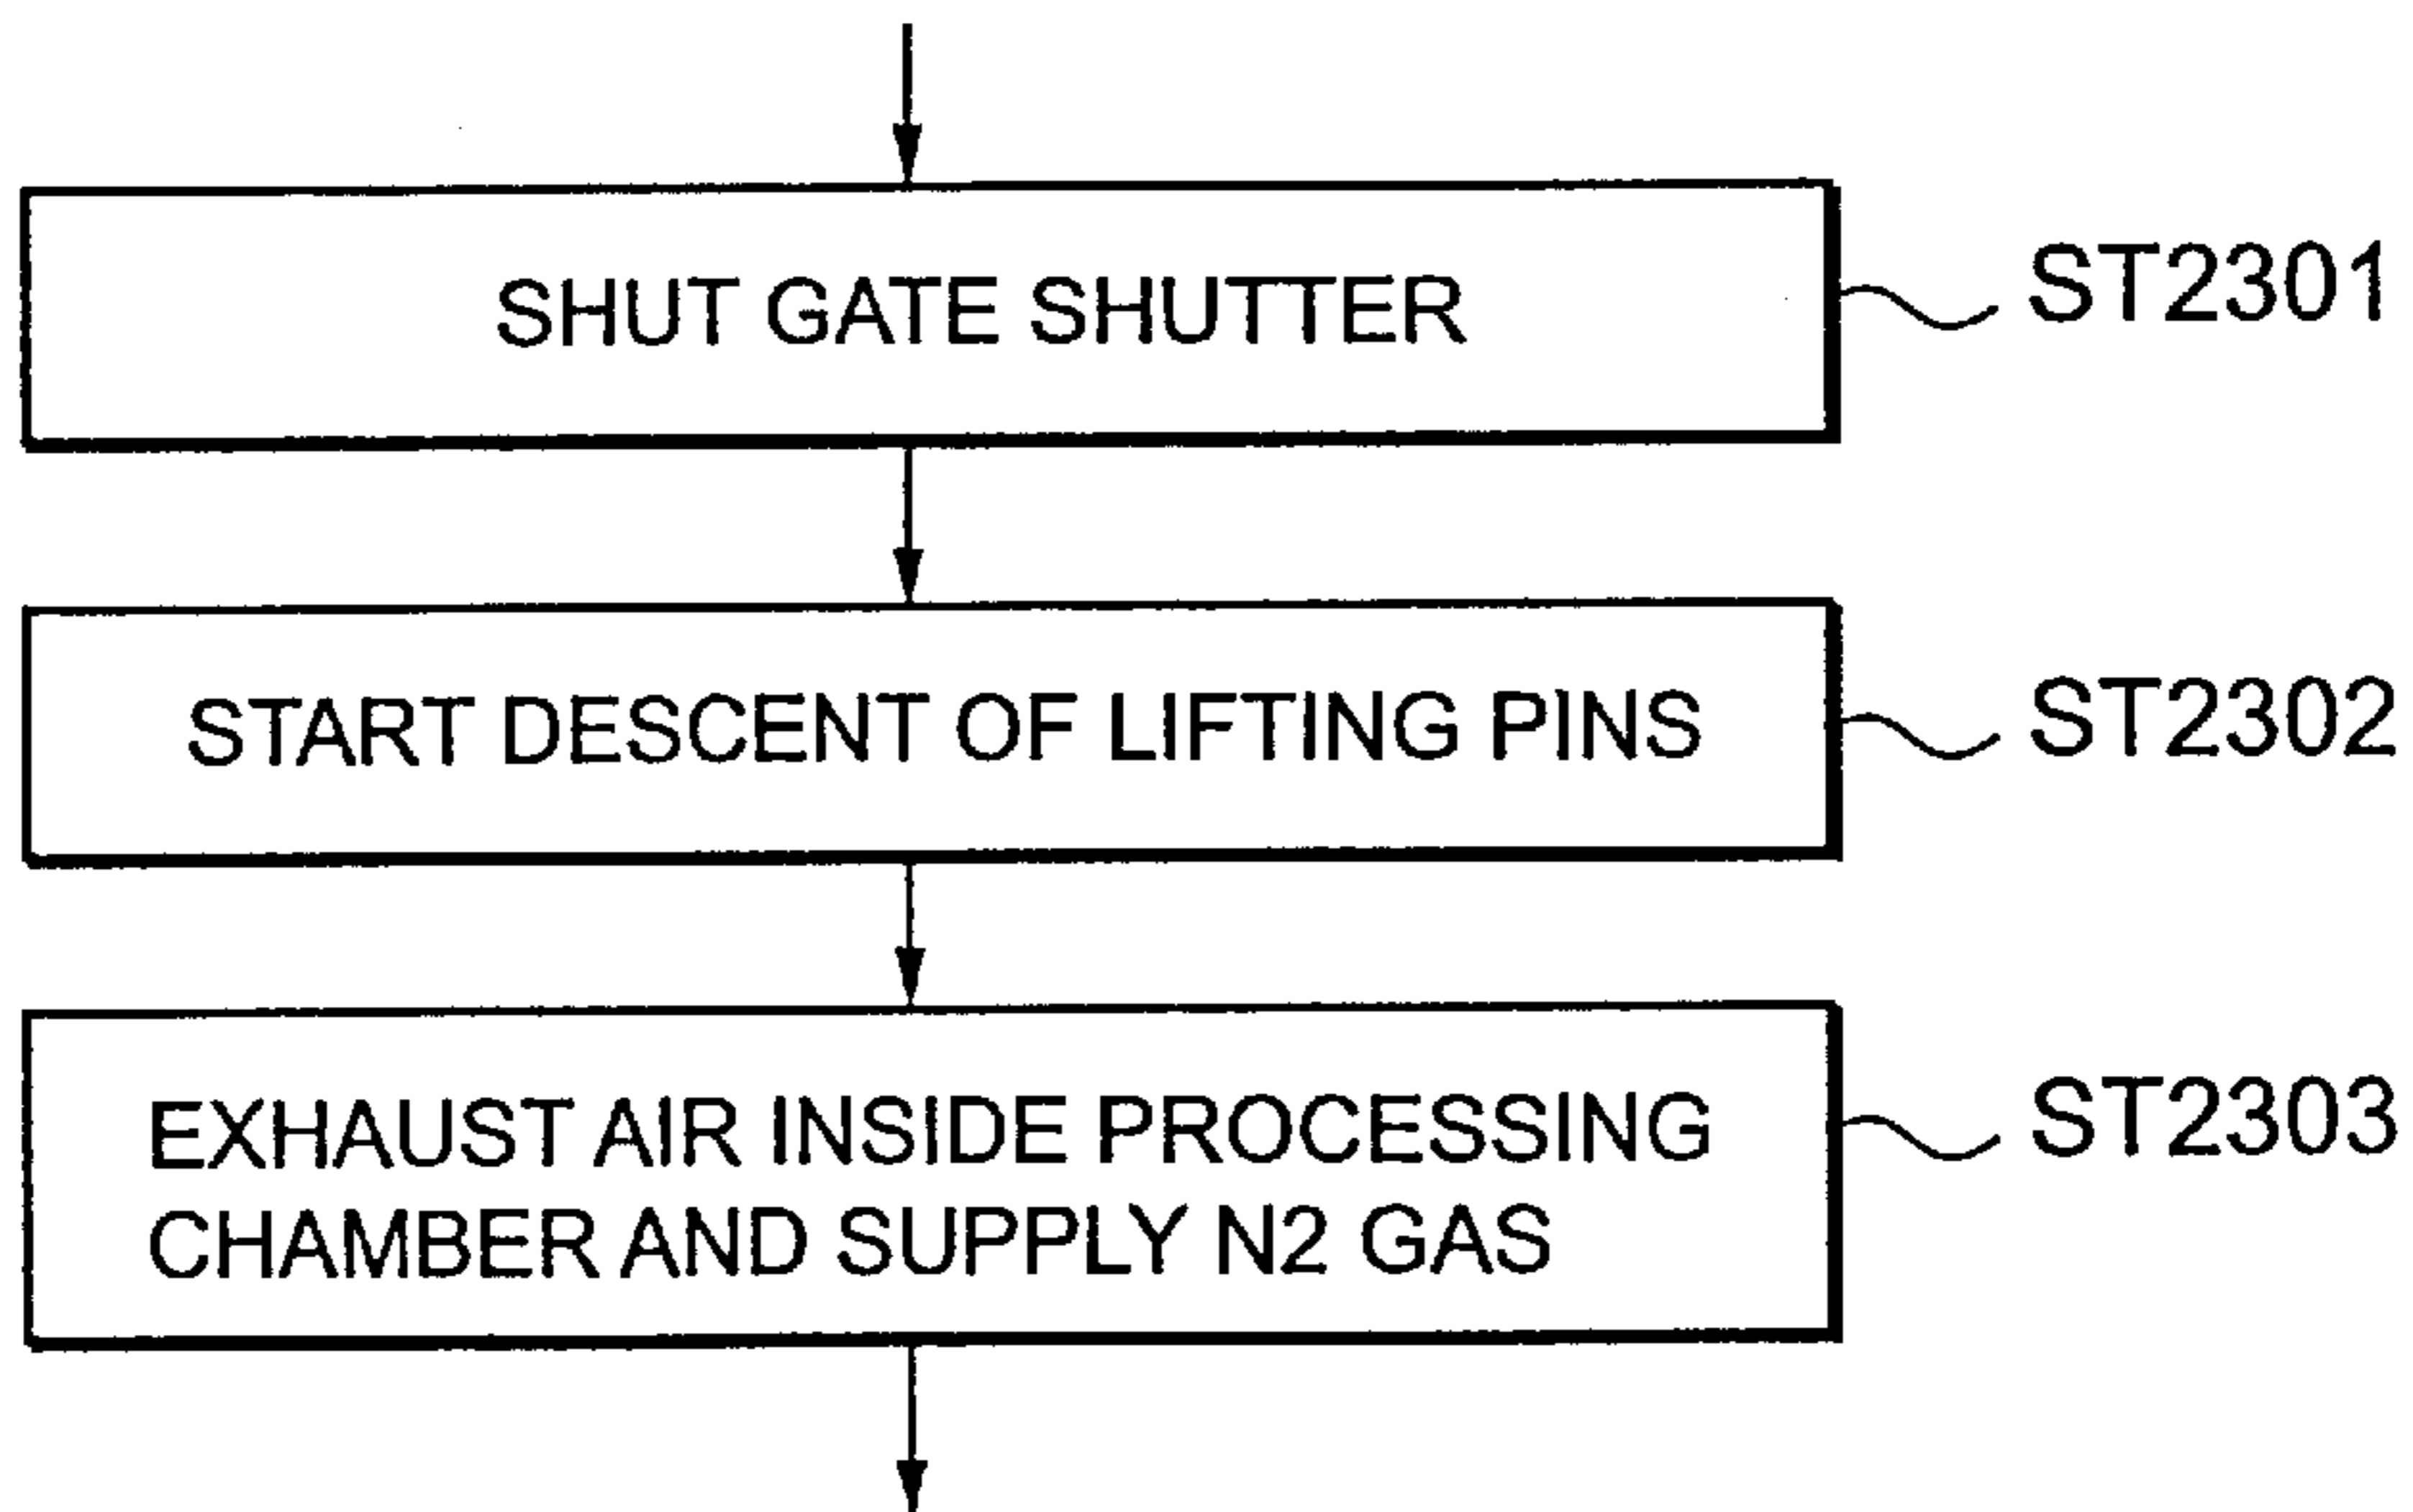 SHUT GATE SHUTTER
ST2301
START DESCENT OF LIFTING PINS
ST2302
EXHAUST AIR INSIDE PROCESSING
CHAMBER AND SUPPLY N2 GAS
ST2303